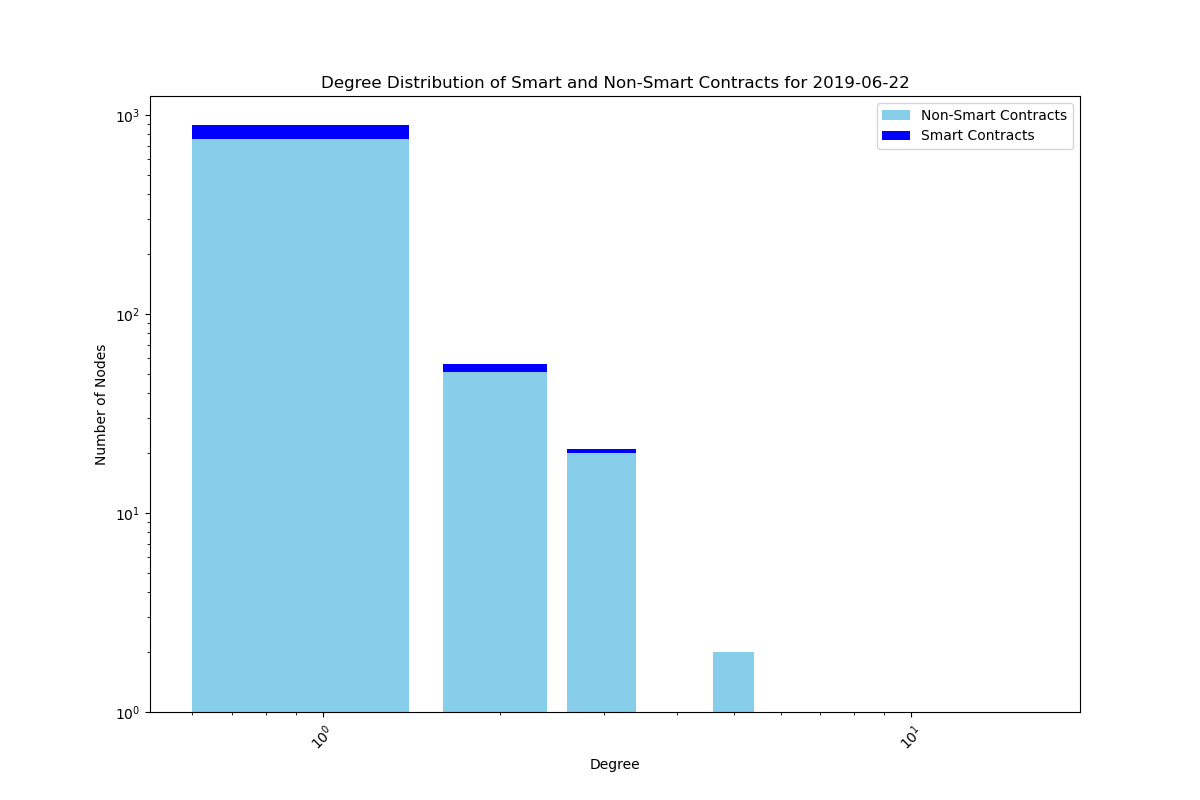 Degree Distribution of Smart and Non-Smart Contracts for 2019-06-22
Non-Smart Contracts
Smart Contracts
Number of Nodes
10³
10²
10¹
10⁰
10⁰
10¹
Degree